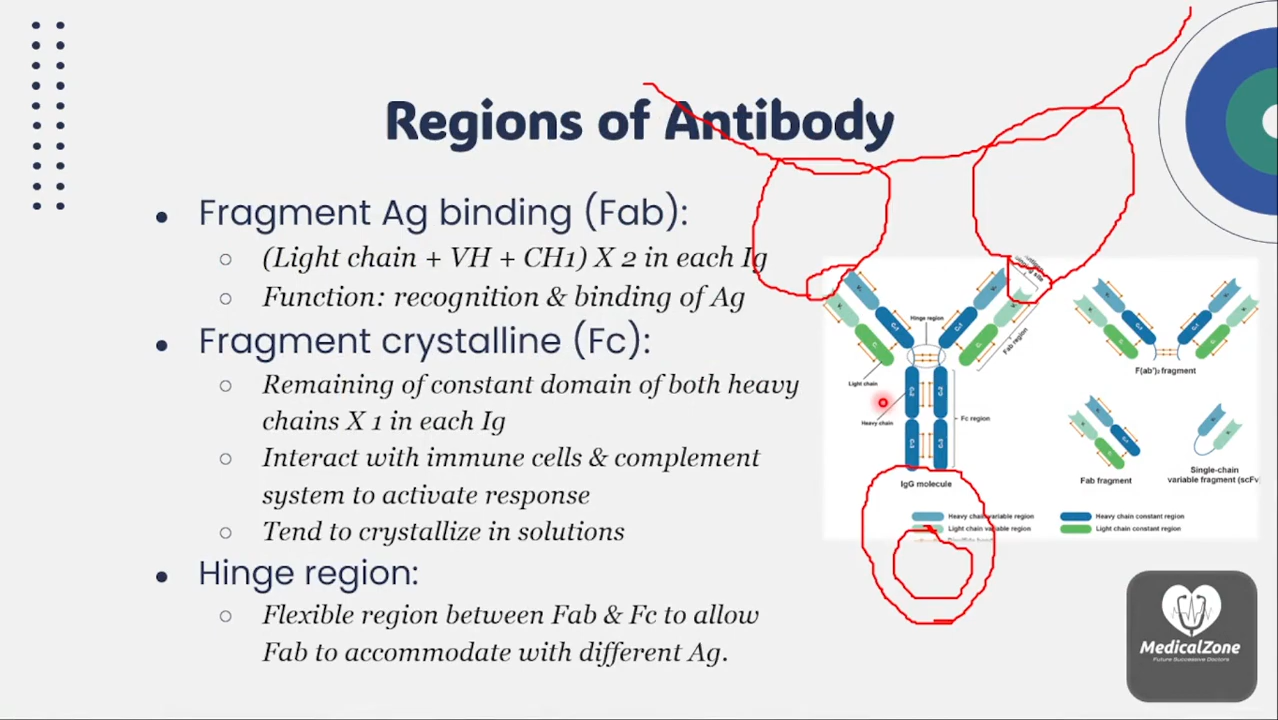 Regions of Antibody
Fragment Ag binding (Fab):
(Light chain + VH + CH1) X 2 in each Ig
Function: recognition & binding of Ag
Fragment crystalline (Fc):
Remaining of constant domain of both heavy
chains X 1 in each Ig
Interact with immune cells & complement
system to activate response
Tend to crystallize in solutions
Hinge region:
Flexible region between Fab & Fc to allow
Fab to accommodate with different Ag.
Hinge region
Fab region
Light chain
Heavy chain
Fc region
IgG molecule
F(ab')₂ fragment
Fab fragment
Single-chain
variable fragment (scFv
Heavy chain variable region
Light chain variable region
Heavy chain constant region
Light chain constant region
MedicalZone
Future Successive Doctors